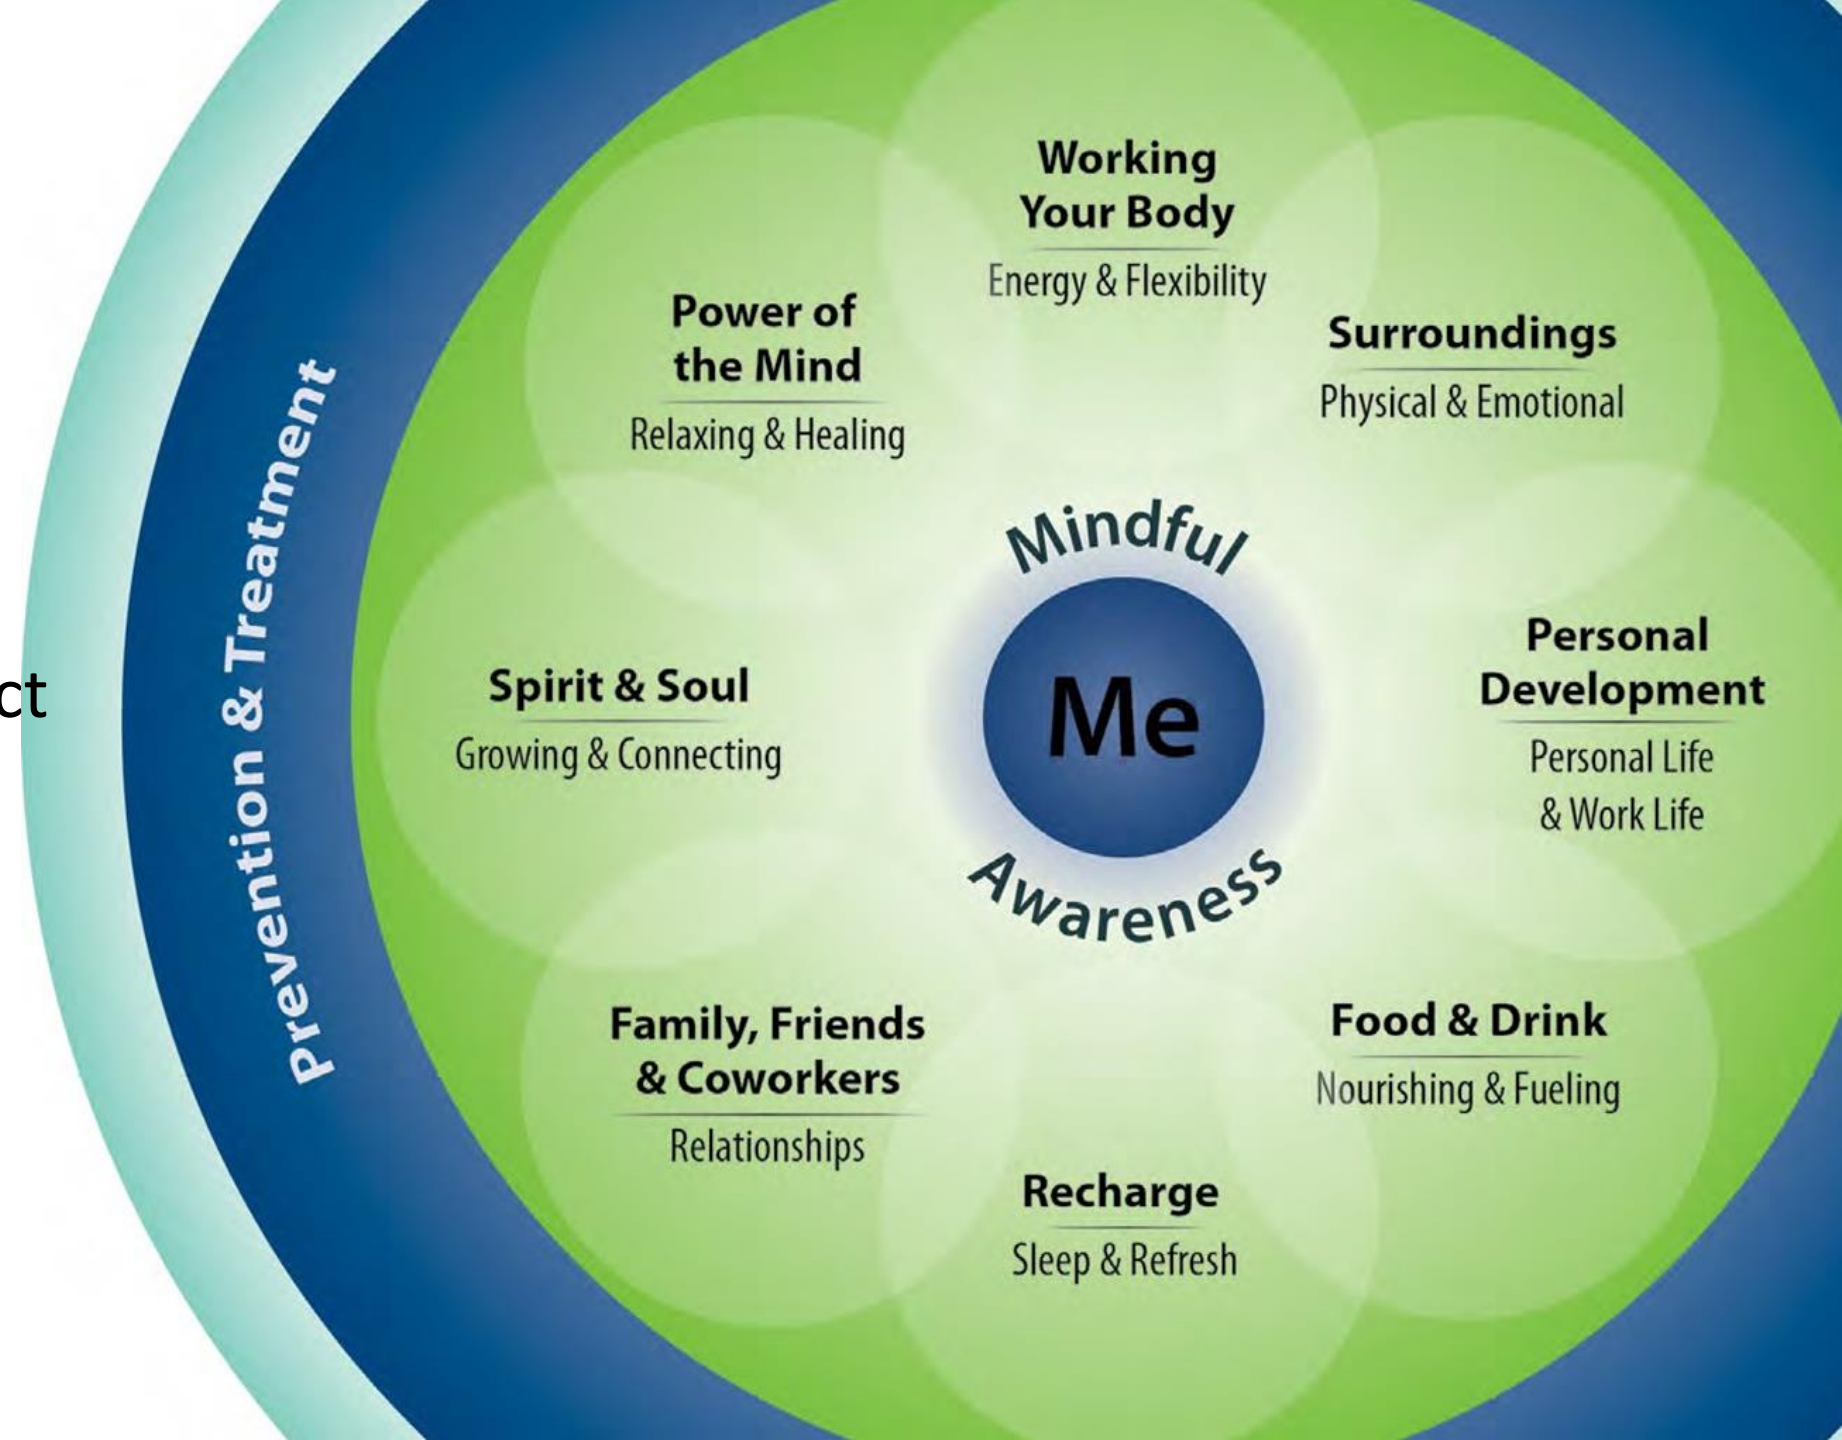 Working
Your Body
Energy & Flexibility
Surroundings
Physical & Emotional
Personal
Development
Personal Life
& Work Life
Food & Drink
Nourishing & Fueling
Recharge
Sleep & Refresh
Family, Friends
& Coworkers
Relationships
Spirit & Soul
Growing & Connecting
Power of
the Mind
Relaxing & Healing
Mindful
Me
Awareness
Prevention & Treatment